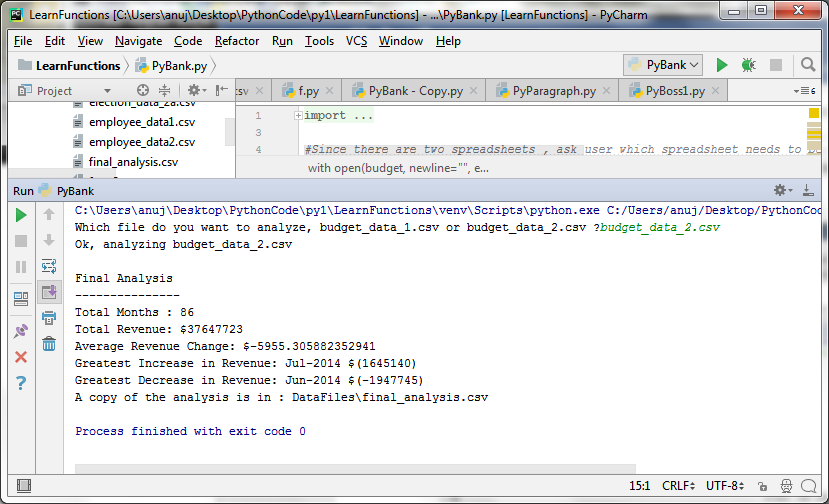 LearnFunctions [C:\Users\anuj\Desktop\PythonCode\py1\LearnFunctions] - ...\PyBank.py [LearnFunctions] - PyCharm
File Edit View Navigate Code Refactor Run Tools VCS Window Help
LearnFunctions PyBank.py PyBank
Project sv f.py PyBank - Copy.py PyParagraph.py PyBoss1.py 6
election_data_2a.csv
employee_data1.csv
employee_data2.csv
final_analysis.csv
1 import ...
3
4 #Since there are two spreadsheets , ask user which spreadsheet needs to
with open(budget, newline="", e...
Run PyBank
C:\Users\anuj\Desktop\PythonCode\py1\LearnFunctions\venv\Scripts\python.exe C:/Users/anuj/Desktop/PythonCod
Which file do you want to analyze, budget_data_1.csv or budget_data_2.csv ?budget_data_2.csv
Ok, analyzing budget_data_2.csv
Final Analysis
---------------
Total Months : 86
Total Revenue: $37647723
Average Revenue Change: $-5955.305882352941
Greatest Increase in Revenue: Jul-2014 $(1645140)
Greatest Decrease in Revenue: Jun-2014 $(-1947745)
A copy of the analysis is in : DataFiles\final_analysis.csv
Process finished with exit code 0
15:1 CRLF UTF-8